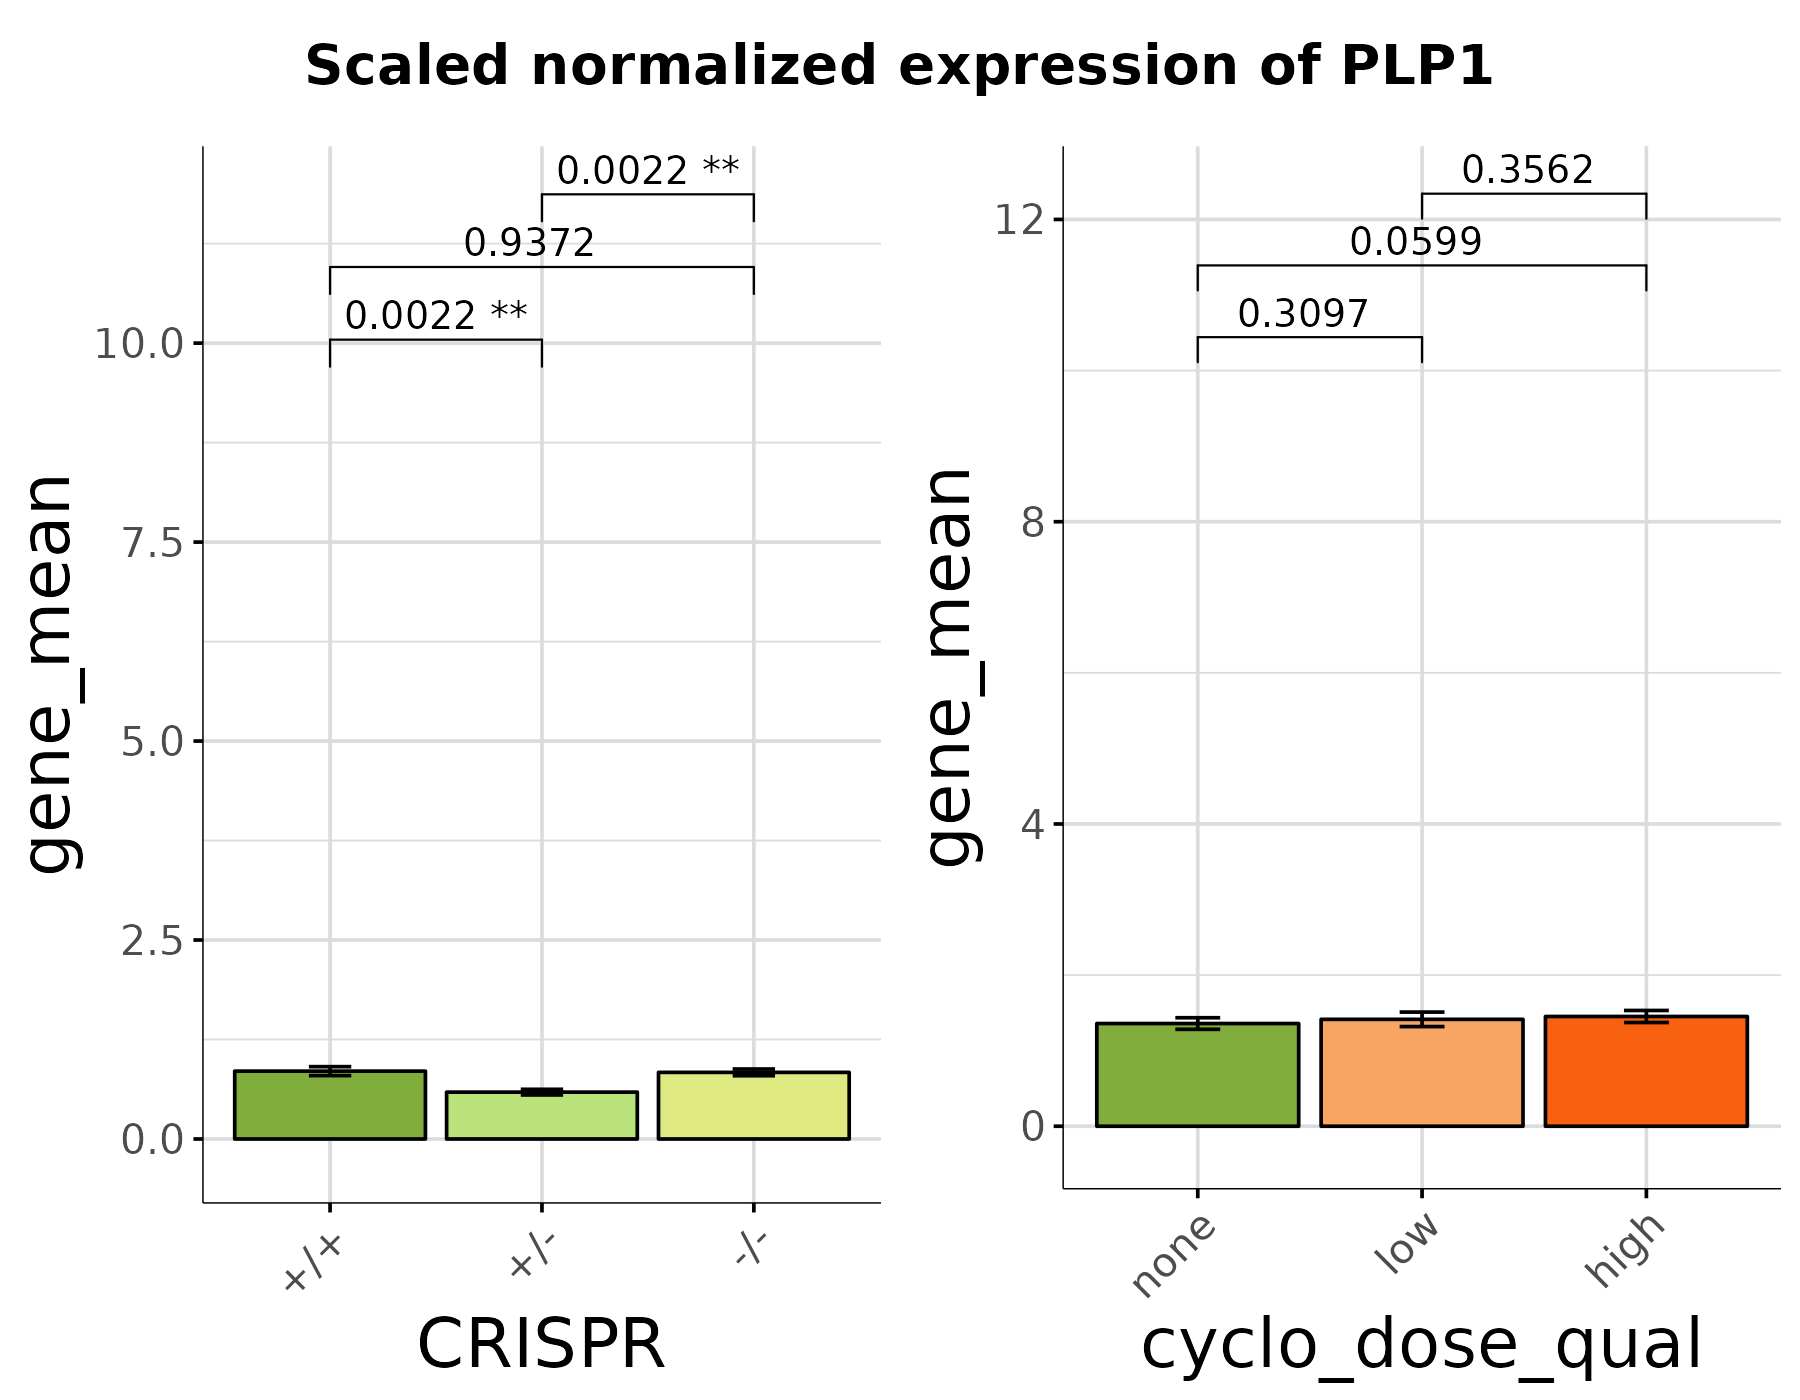 Scaled normalized expression of PLP1
gene_mean
0.0022 **
0.9372
0.0022 **
10.0
7.5
5.0
2.5
0.0
+/+
+/-
-/-
CRISPR
gene_mean
0.3562
0.0599
0.3097
12
8
4
0
none
low
high
cyclo_dose_qual